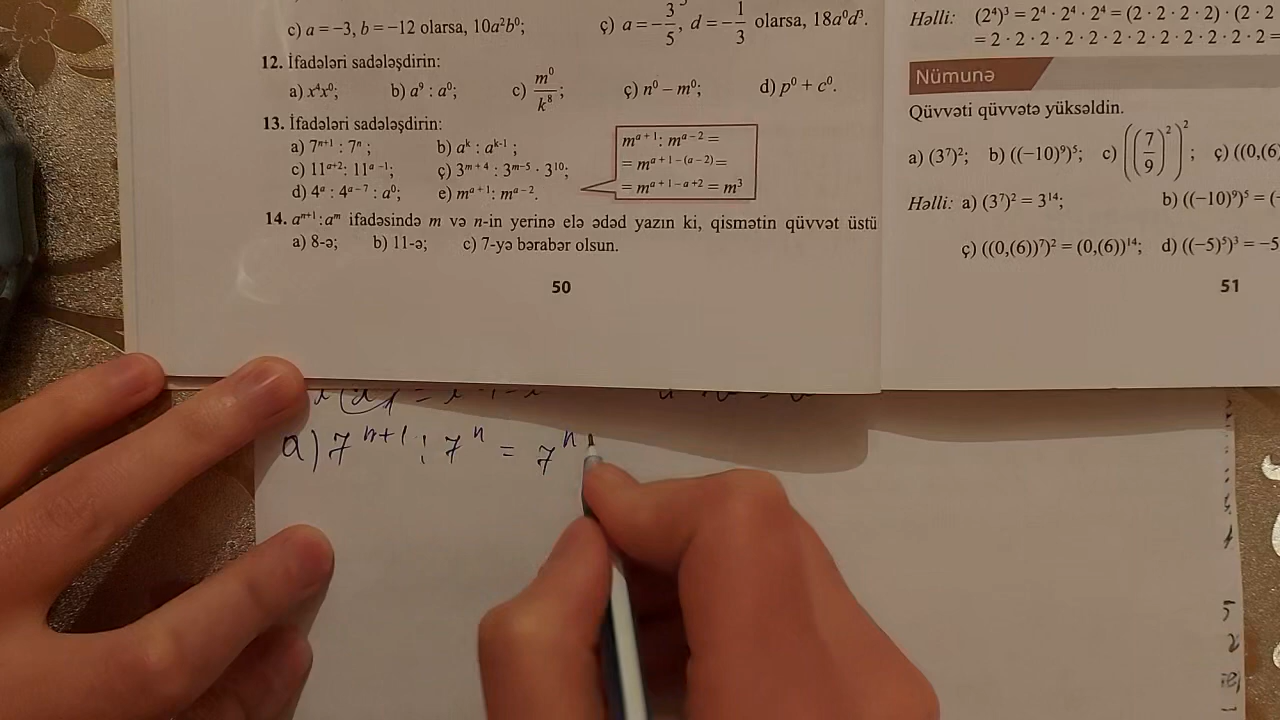 c) a = −3, b = −12 olarsa, 10a²b⁰;
ç) a = −3/5, d = −1/3 olarsa, 18a⁰d³.
12. İfadələri sadələşdirin:
a) x⁴x⁰; b) a⁹ : a⁰; c) m⁰/k⁸; ç) n⁰ – m⁰; d) p⁰ + c⁰.
13. İfadələri sadələşdirin:
a) 7ⁿ⁺¹ : 7ⁿ ; b) aᵏ : aᵏ⁻¹ ;
c) 11ᵃ⁺²: 11ᵃ⁻¹; ç) 3ᵐ⁺⁴ : 3ᵐ⁻⁵ · 3¹⁰;
d) 4ᵃ : 4ᵃ⁻⁷ : a⁰; e) mᵃ⁺¹: mᵃ⁻².
mᵃ⁺¹: mᵃ⁻² =
= mᵃ⁺¹⁻⁽ᵃ⁻²⁾ =
= mᵃ⁺¹⁻ᵃ⁺² = m³
14. aⁿ⁺¹ : aᵐ ifadəsində m və n-in yerinə elə ədəd yazın ki, qismətin qüvvət üstü
a) 8-ə; b) 11-ə; c) 7-yə bərabər olsun.
50
Həlli: (2⁴)³ = 2⁴ · 2⁴ · 2⁴ = (2 · 2 · 2 · 2) · (2 · 2
= 2 · 2 · 2 · 2 · 2 · 2 · 2 · 2 · 2 · 2 · 2 · 2 =
Nümunə
Qüvvəti qüvvətə yüksəldin.
a) (3⁷)²; b) ((−10)⁹)⁵; c) ((7/9)²)²; ç) ((0,(6)
Həlli: a) (3⁷)² = 3¹⁴; b) ((−10)⁹)⁵ = (−
ç) ((0,(6))⁷)² = (0,(6))¹⁴; d) ((−5)⁵)³ = −5
51
a) 7ⁿ⁺¹ : 7ⁿ = 7ⁿ